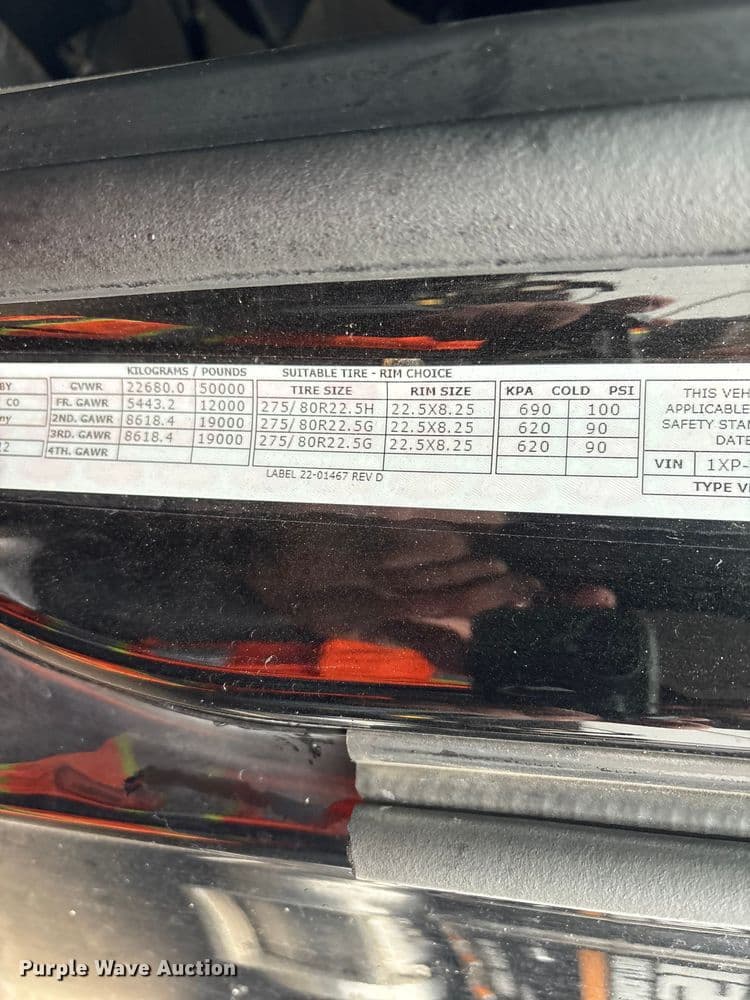 KILOGRAMS / POUNDS SUITABLE TIRE - RIM CHOICE
BY GVWR 22680.0 50000 TIRE SIZE RIM SIZE KPA COLD PSI THIS VEH
CO FR. GAWR 5443.2 12000 275/80R22.5H 22.5X8.25 690 100 APPLICABLE
ny 2ND. GAWR 8618.4 19000 275/80R22.5G 22.5X8.25 620 90 SAFETY STAN
3RD. GAWR 8618.4 19000 275/80R22.5G 22.5X8.25 620 90 DATE
22 4TH. GAWR VIN 1XP-
LABEL 22-01467 REV D TYPE VE
Purple Wave Auction